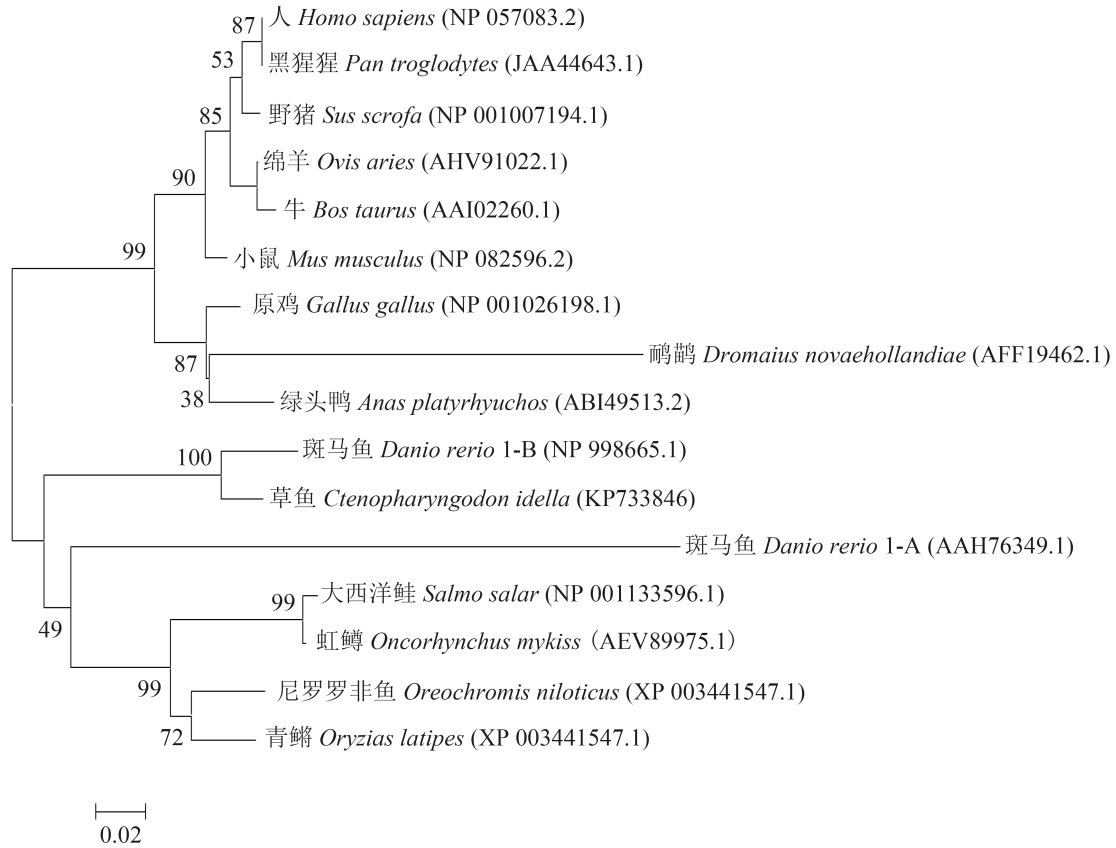 87
人 Homo sapiens (NP 057083.2)
53
黑猩猩 Pan troglodytes (JAA44643.1)
85
野猪 Sus scrofa (NP 001007194.1)
绵羊 Ovis aries (AHV91022.1)
90
牛 Bos taurus (AAI02260.1)
99
小鼠 Mus musculus (NP 082596.2)
原鸡 Gallus gallus (NP 001026198.1)
87
鸸鹋 Dromaius novaehollandiae (AFF19462.1)
38
绿头鸭 Anas platyrhyuchos (ABI49513.2)
100
斑马鱼 Danio rerio 1-B (NP 998665.1)
草鱼 Ctenopharyngodon idella (KP733846)
斑马鱼 Danio rerio 1-A (AAH76349.1)
99
大西洋鲑 Salmo salar (NP 001133596.1)
49
虹鳟 Oncorhynchus mykiss（AEV89975.1）
99
尼罗罗非鱼 Oreochromis niloticus (XP 003441547.1)
72
青鳉 Oryzias latipes (XP 003441547.1)
0.02